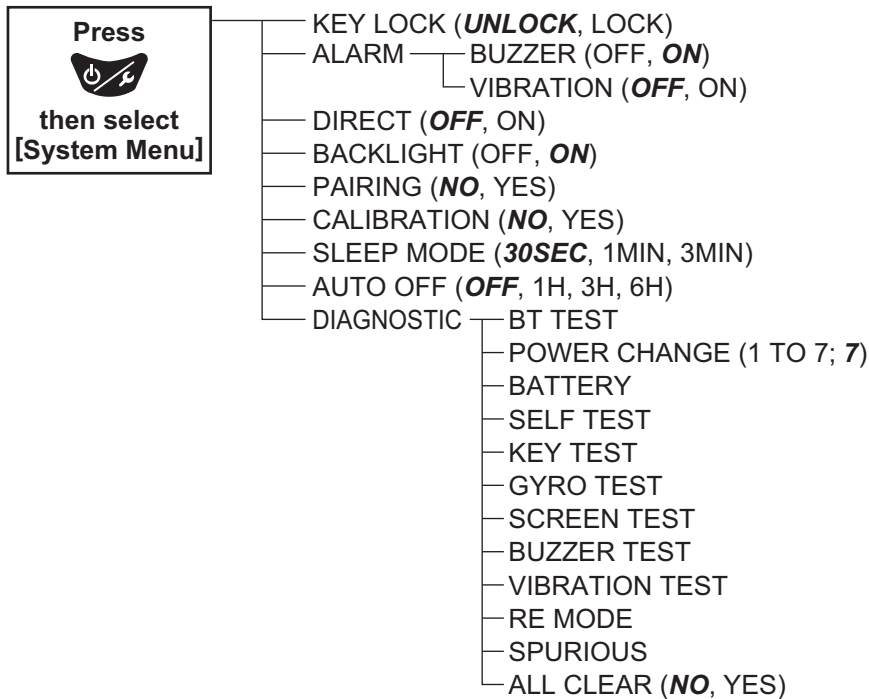 Press
then select
[System Menu]
KEY LOCK (UNLOCK, LOCK)
ALARM
BUZZER (OFF, ON)
VIBRATION (OFF, ON)
DIRECT (OFF, ON)
BACKLIGHT (OFF, ON)
PAIRING (NO, YES)
CALIBRATION (NO, YES)
SLEEP MODE (30SEC, 1MIN, 3MIN)
AUTO OFF (OFF, 1H, 3H, 6H)
DIAGNOSTIC
BT TEST
POWER CHANGE (1 TO 7; 7)
BATTERY
SELF TEST
KEY TEST
GYRO TEST
SCREEN TEST
BUZZER TEST
VIBRATION TEST
RE MODE
SPURIOUS
ALL CLEAR (NO, YES)